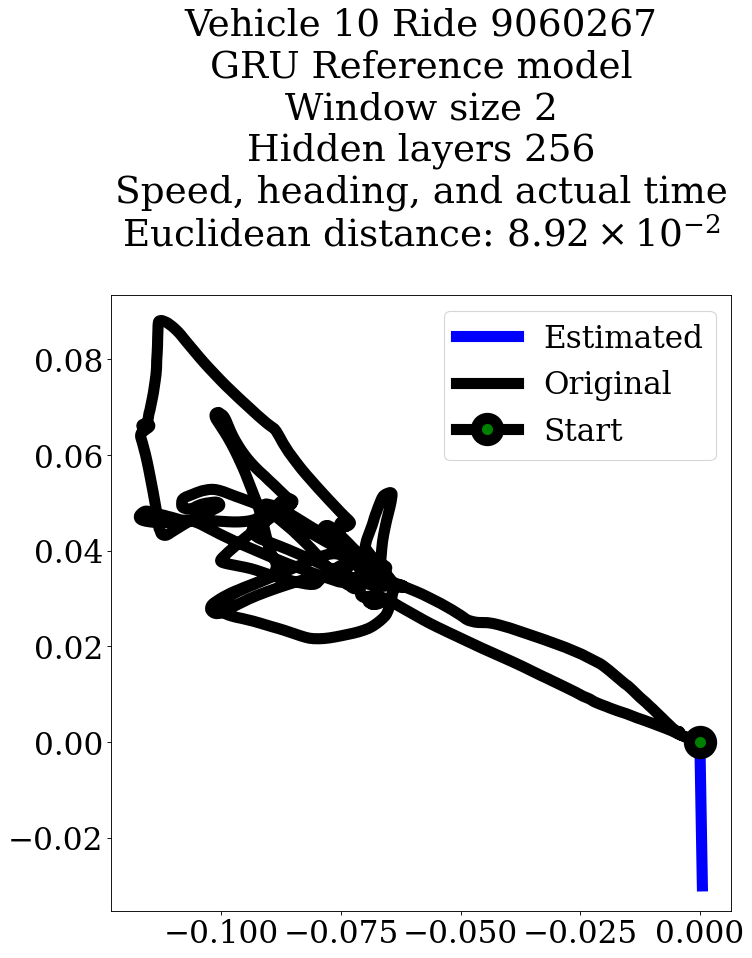 Vehicle 10 Ride 9060267
GRU Reference model
Window size 2
Hidden layers 256
Speed, heading, and actual time
Euclidean distance: 8.92 × 10⁻²
Estimated
Original
Start
0.08
0.06
0.04
0.02
0.00
−0.02
−0.100 −0.075 −0.050 −0.025 0.000